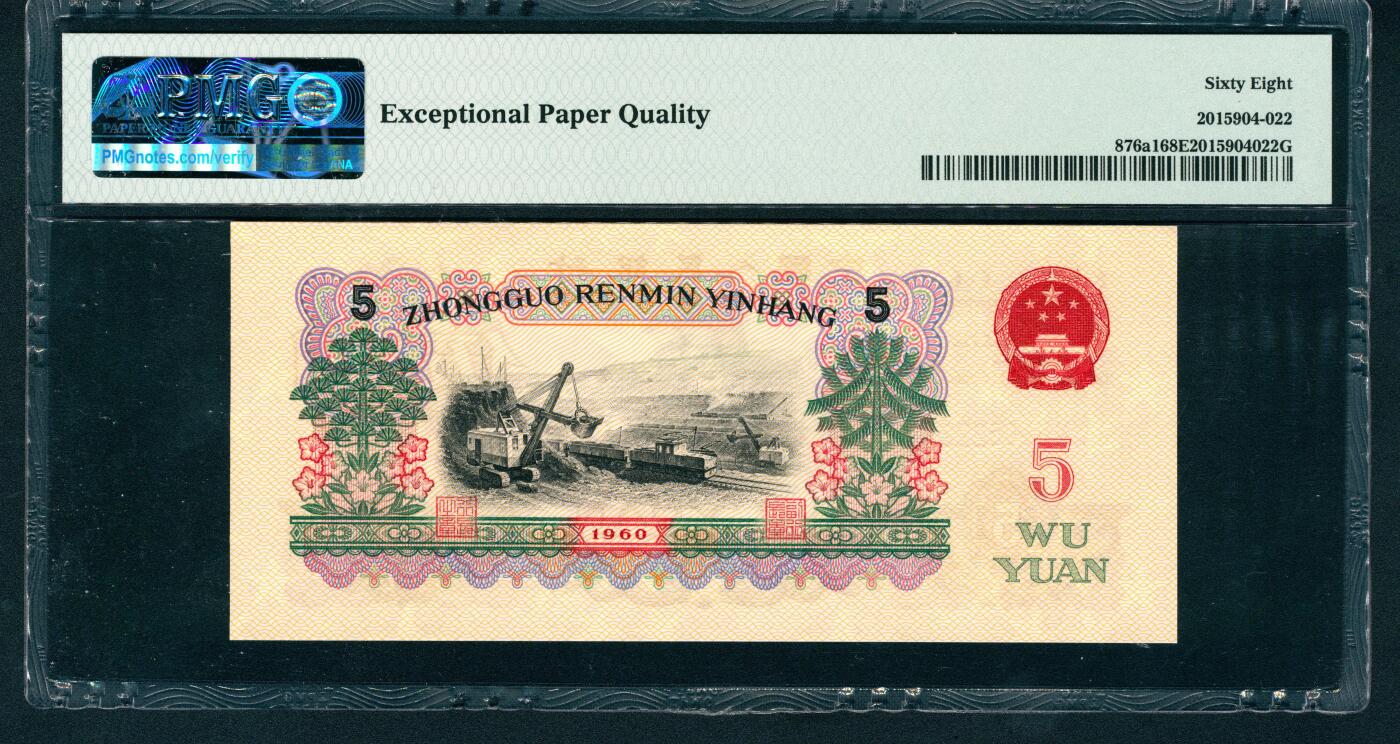 PMG
PAPER MONEY GUARANTY
PMGnotes.com/verify
Exceptional Paper Quality
Sixty Eight
2015904-022
876a168E2015904022G
5 ZHONGGUO RENMIN YINHANG 5
1960
5
WU
YUAN